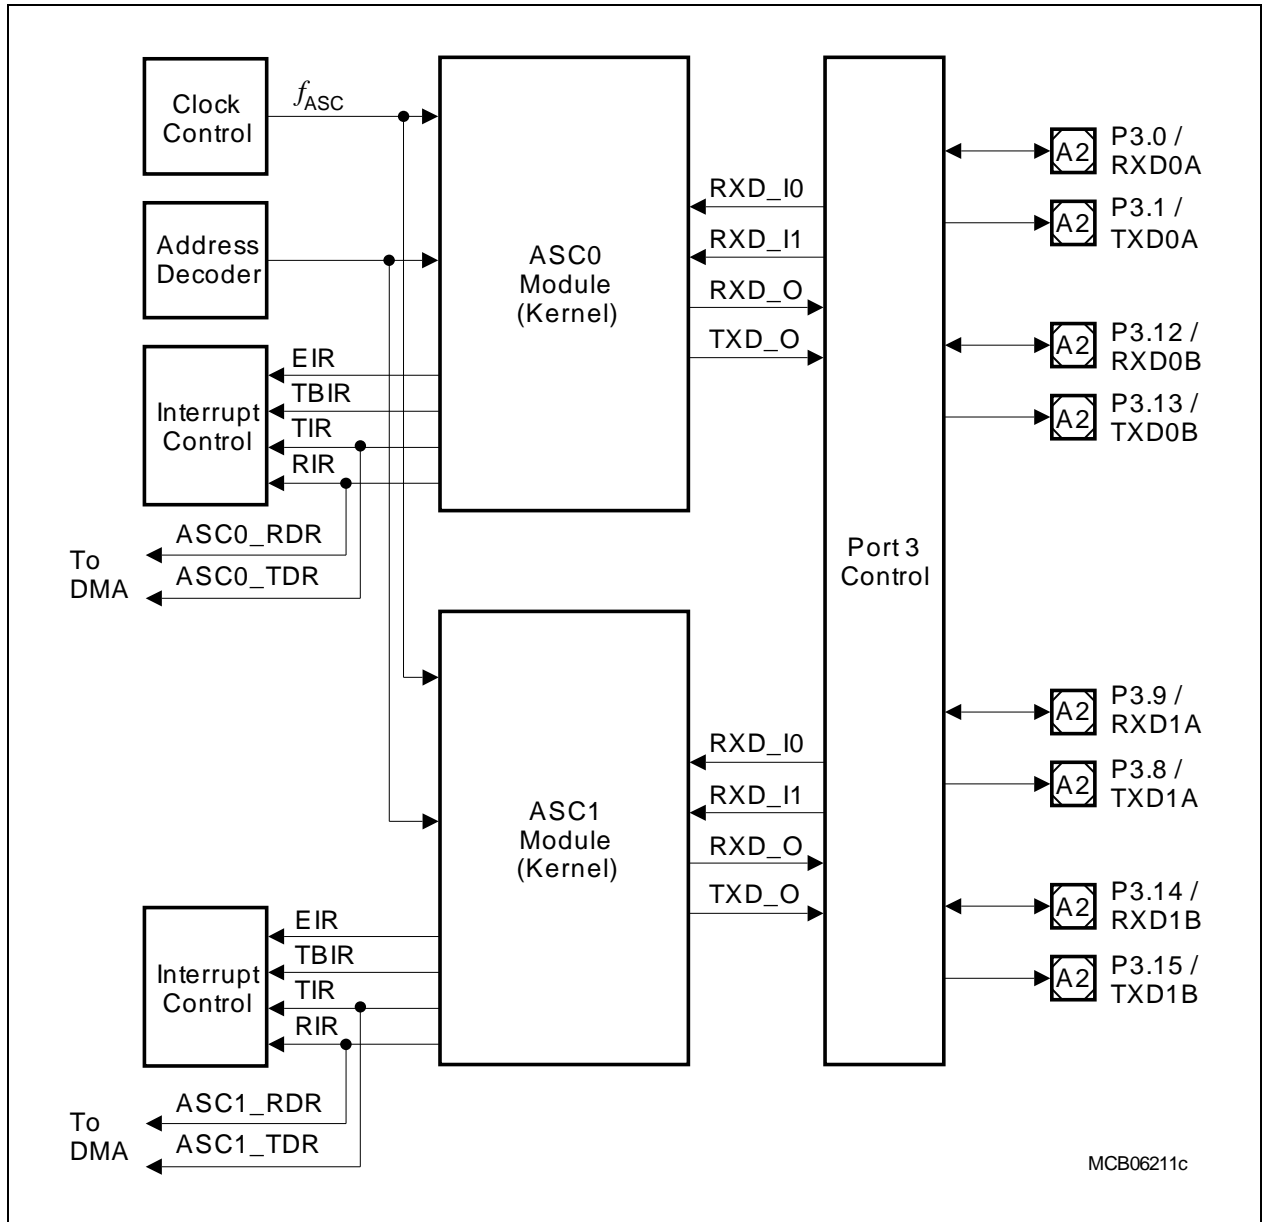 Clock
Control
fASC
Address
Decoder
Interrupt
Control
EIR
TBIR
TIR
RIR
To
DMA
ASC0_RDR
ASC0_TDR
ASC0
Module
(Kernel)
RXD_I0
RXD_I1
RXD_O
TXD_O
Port 3
Control
A2
P3.0 /
RXD0A
A2
P3.1 /
TXD0A
A2
P3.12 /
RXD0B
A2
P3.13 /
TXD0B
ASC1
Module
(Kernel)
RXD_I0
RXD_I1
RXD_O
TXD_O
A2
P3.9 /
RXD1A
A2
P3.8 /
TXD1A
A2
P3.14 /
RXD1B
A2
P3.15 /
TXD1B
Interrupt
Control
EIR
TBIR
TIR
RIR
To
DMA
ASC1_RDR
ASC1_TDR
MCB06211c